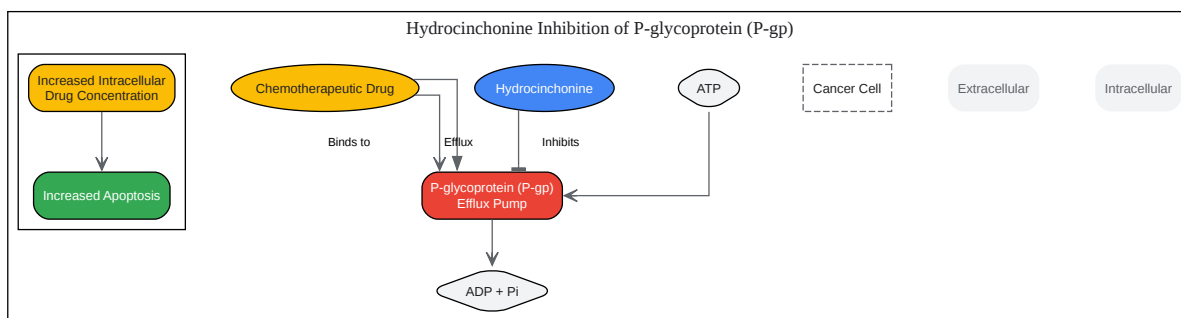 Hydrocinchonine Inhibition of P-glycoprotein (P-gp)
Increased Intracellular
Drug Concentration
Chemotherapeutic Drug
Hydrocinchonine
ATP
Cancer Cell
Extracellular
Intracellular
Binds to
Efflux
Inhibits
Increased Apoptosis
P-glycoprotein (P-gp)
Efflux Pump
ADP + Pi